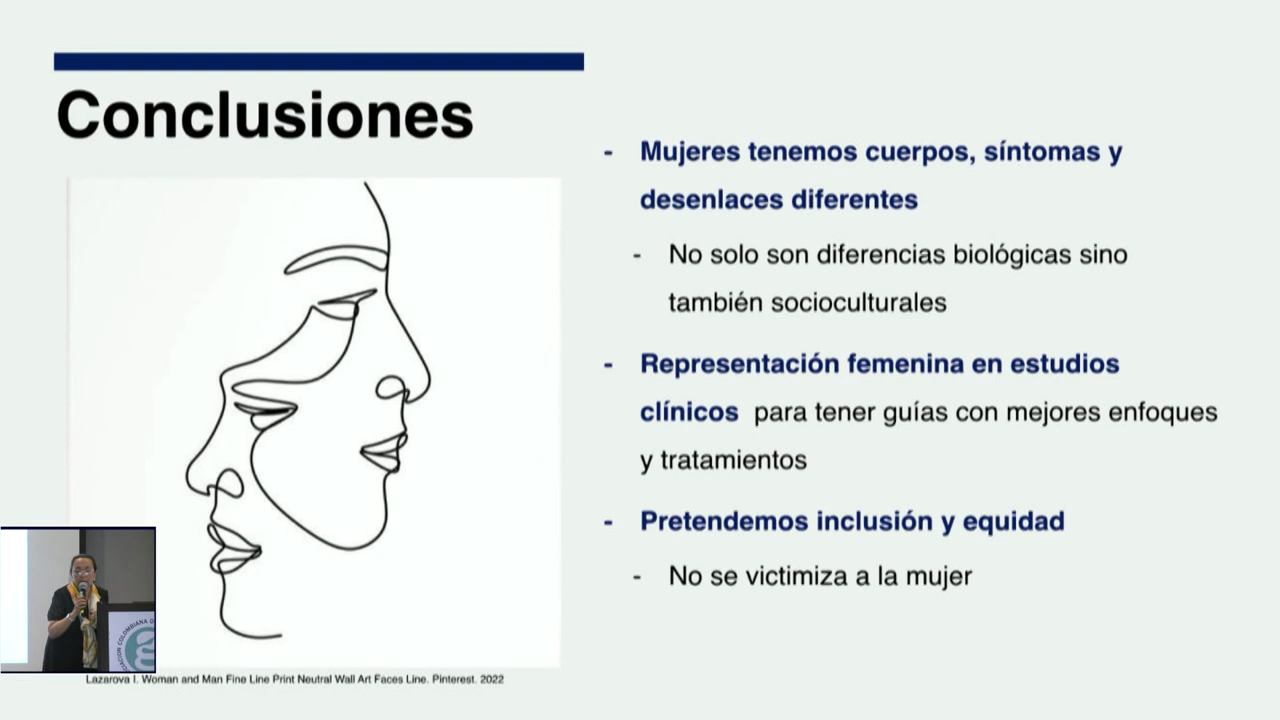 Conclusiones
- Mujeres tenemos cuerpos, síntomas y
desenlaces diferentes
- No solo son diferencias biológicas sino
también socioculturales
- Representación femenina en estudios
clínicos para tener guías con mejores enfoques
y tratamientos
- Pretendemos inclusión y equidad
- No se victimiza a la mujer
Lazarova I. Woman and Man Fine Line Print Neutral Wall Art Faces Line. Pinterest. 2022
COLOMBIANA